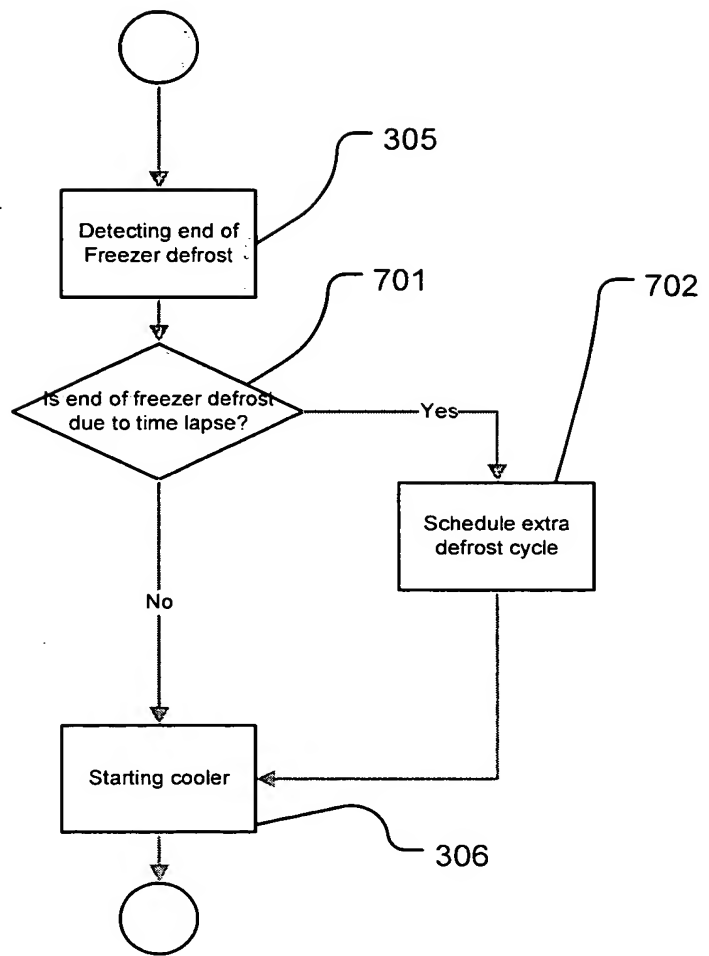 305
Detecting end of
Freezer defrost
701
702
Is end of freezer defrost
due to time lapse?
Yes
Schedule extra
defrost cycle
No
Starting cooler
306